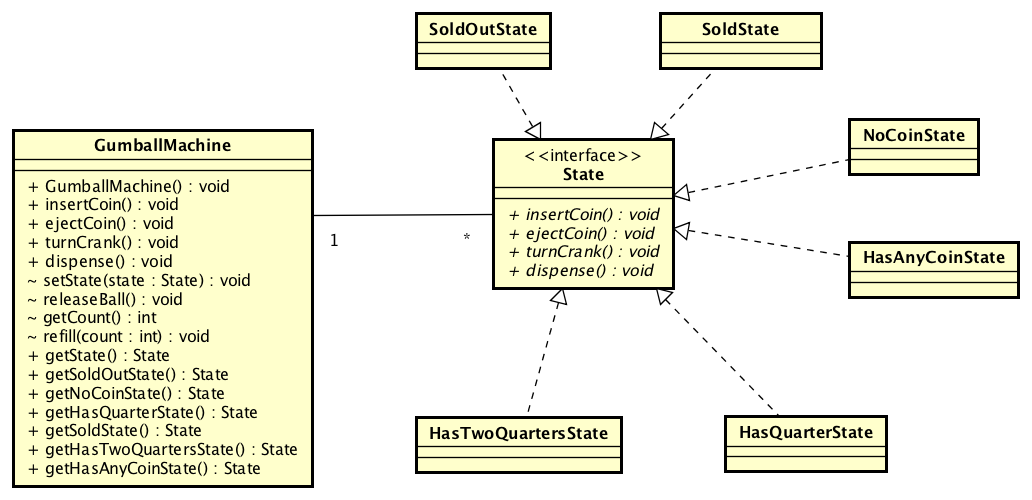 SoldOutState
SoldState
GumballMachine
+ GumballMachine() : void
+ insertCoin() : void
+ ejectCoin() : void
+ turnCrank() : void
+ dispense() : void
~ setState(state : State) : void
~ releaseBall() : void
~ getCount() : int
~ refill(count : int) : void
+ getState() : State
+ getSoldOutState() : State
+ getNoCoinState() : State
+ getHasQuarterState() : State
+ getSoldState() : State
+ getHasTwoQuartersState() : State
+ getHasAnyCoinState() : State
1
*
<<interface>>
State
+ insertCoin() : void
+ ejectCoin() : void
+ turnCrank() : void
+ dispense() : void
NoCoinState
HasAnyCoinState
HasTwoQuartersState
HasQuarterState